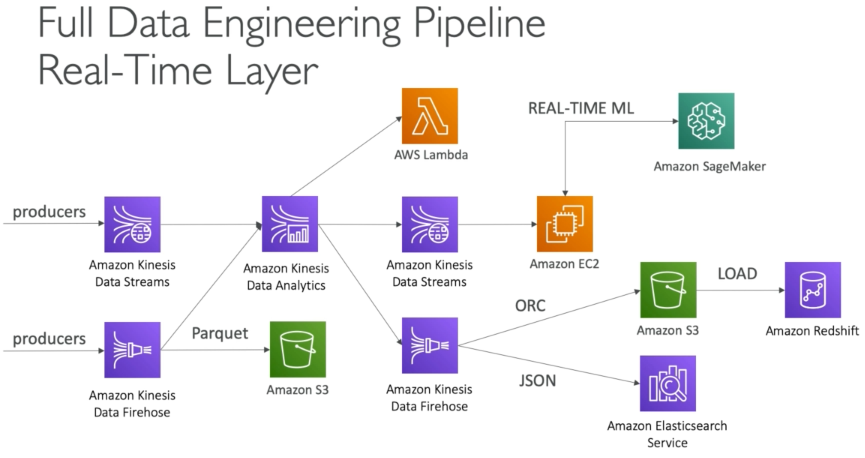 Full Data Engineering Pipeline
Real-Time Layer
AWS Lambda
REAL-TIME ML
Amazon SageMaker
producers
Amazon Kinesis
Data Streams
Amazon Kinesis
Data Analytics
Amazon Kinesis
Data Streams
Amazon EC2
producers
Amazon Kinesis
Data Firehose
Parquet
Amazon S3
Amazon Kinesis
Data Firehose
ORC
Amazon S3
LOAD
Amazon Redshift
JSON
Amazon Elasticsearch
Service